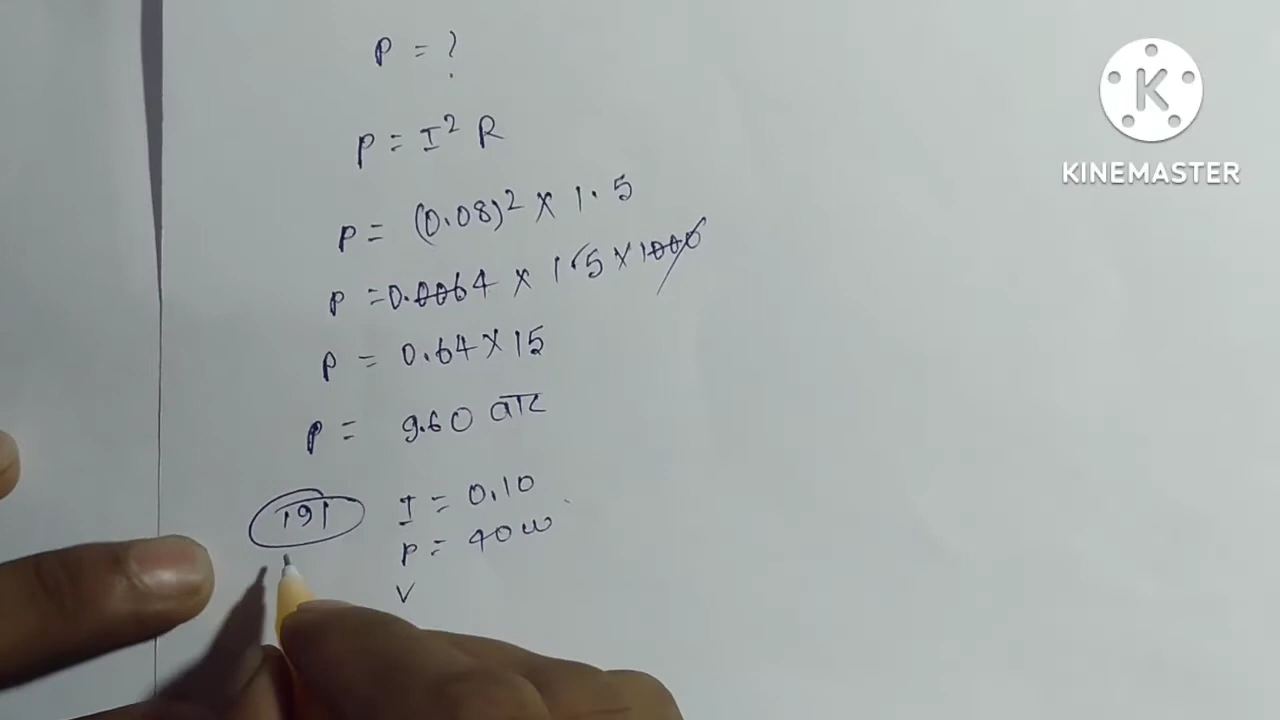 P = ?
P = I² R
P = (0.08)² × 1.5
P = 0.0064 × 1.5 × 1000
P = 0.64 × 15
P = 9.60
191
I = 0.10
P = 40 W
V
K
KINEMASTER